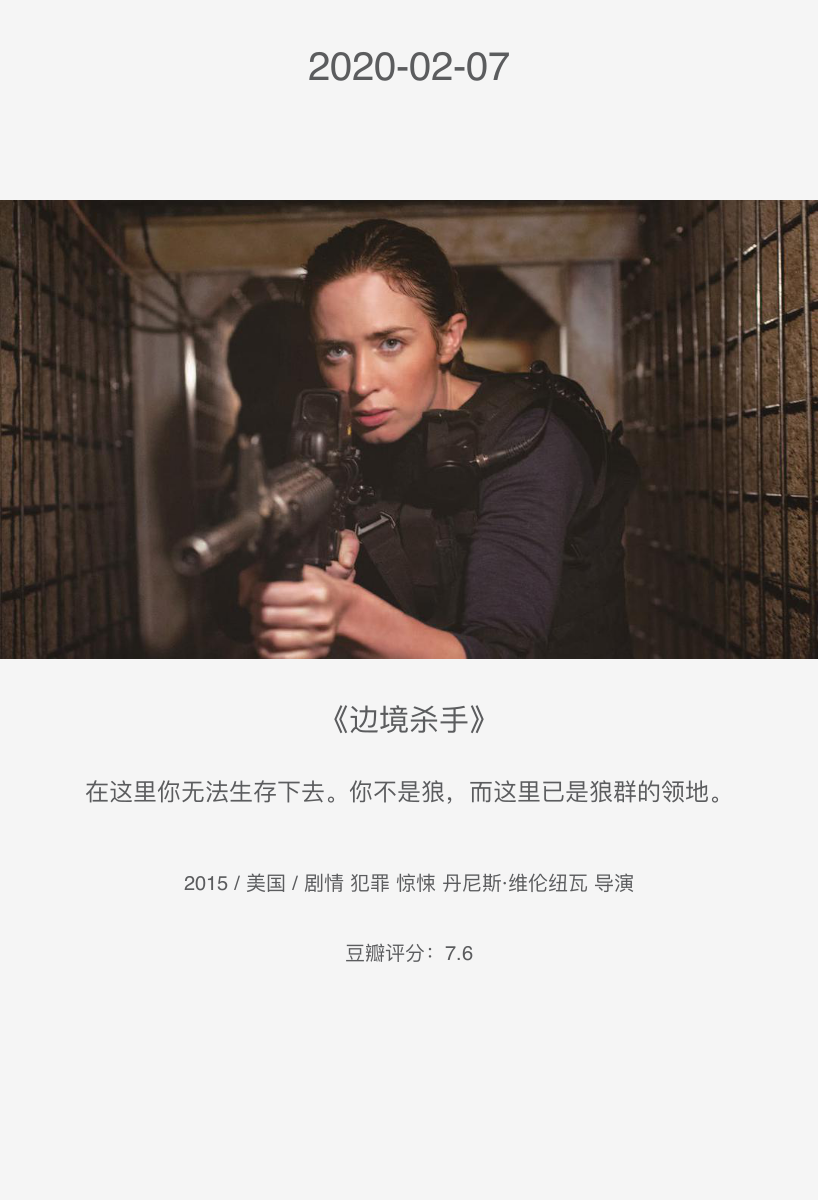 2020-02-07
《边境杀手》
在这里你无法生存下去。你不是狼，而这里已是狼群的领地。
2015 / 美国 / 剧情 犯罪 惊悚 丹尼斯·维伦纽瓦 导演
豆瓣评分：7.6